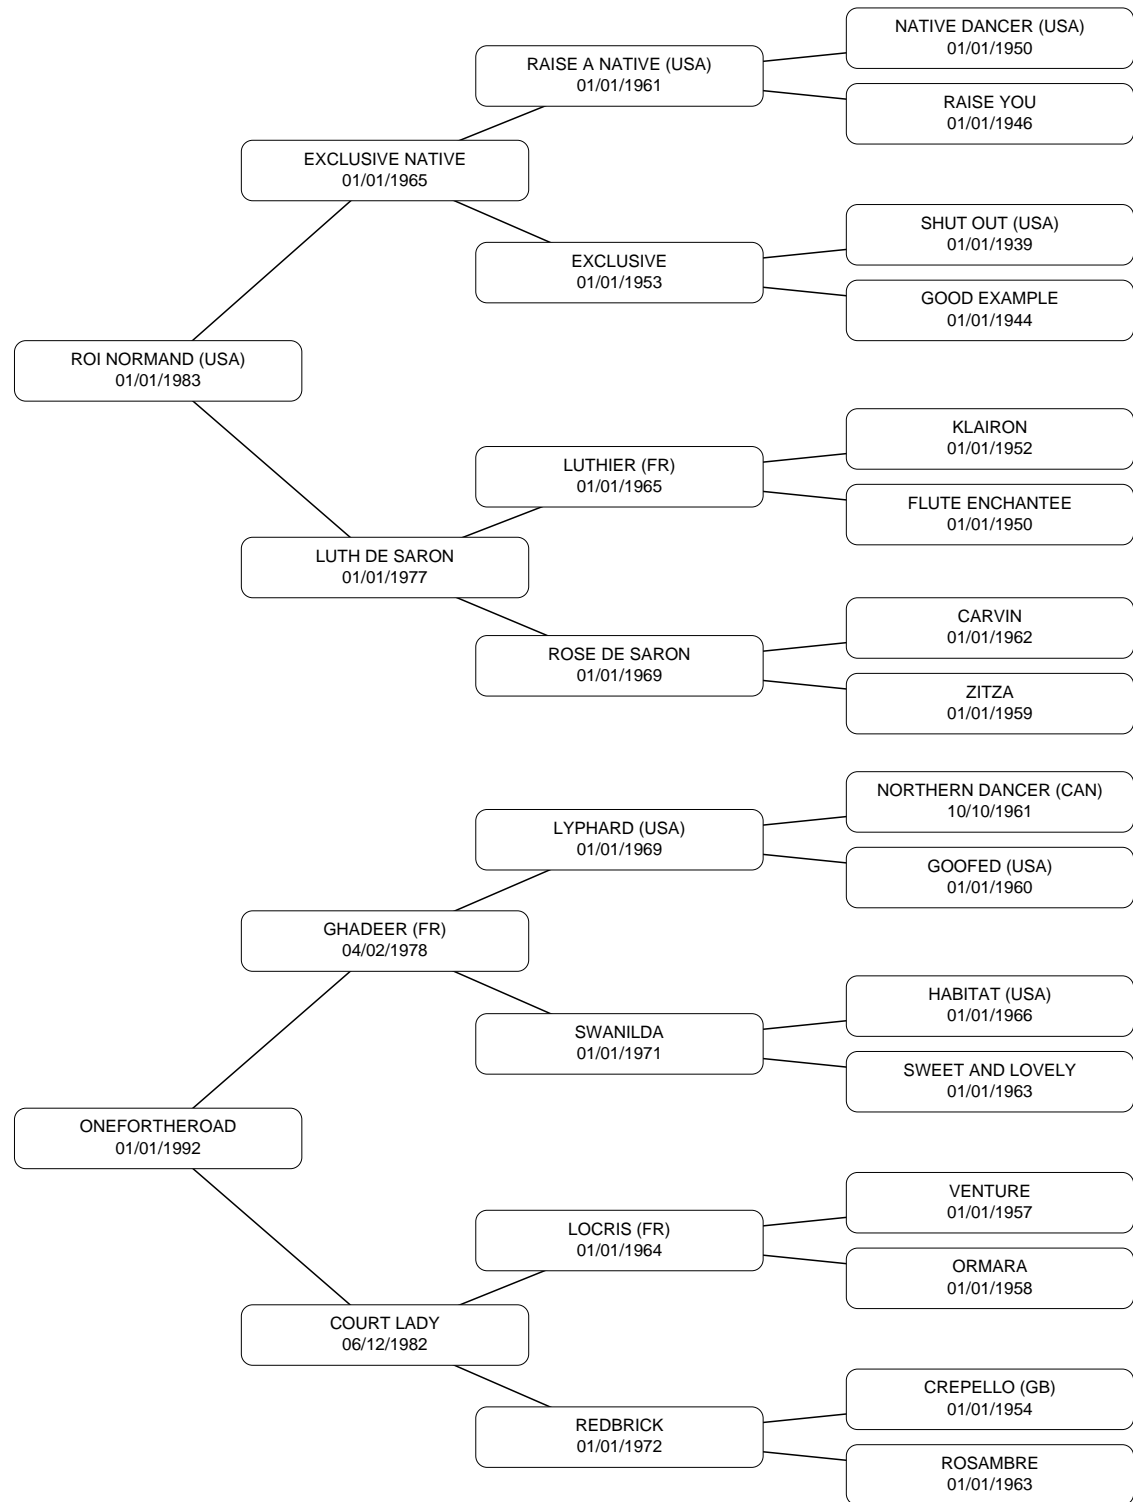 NATIVE DANCER (USA)
01/01/1950
RAISE A NATIVE (USA)
01/01/1961
RAISE YOU
01/01/1946
EXCLUSIVE NATIVE
01/01/1965
SHUT OUT (USA)
01/01/1939
EXCLUSIVE
01/01/1953
GOOD EXAMPLE
01/01/1944
ROI NORMAND (USA)
01/01/1983
KLAIRON
01/01/1952
LUTHIER (FR)
01/01/1965
FLUTE ENCHANTEE
01/01/1950
LUTH DE SARON
01/01/1977
CARVIN
01/01/1962
ROSE DE SARON
01/01/1969
ZITZA
01/01/1959
NORTHERN DANCER (CAN)
10/10/1961
LYPHARD (USA)
01/01/1969
GOOFED (USA)
01/01/1960
GHADEER (FR)
04/02/1978
HABITAT (USA)
01/01/1966
SWANILDA
01/01/1971
SWEET AND LOVELY
01/01/1963
ONEFORTHEROAD
01/01/1992
VENTURE
01/01/1957
LOCRIS (FR)
01/01/1964
ORMARA
01/01/1958
COURT LADY
06/12/1982
CREPELLO (GB)
01/01/1954
REDBRICK
01/01/1972
ROSAMBRE
01/01/1963